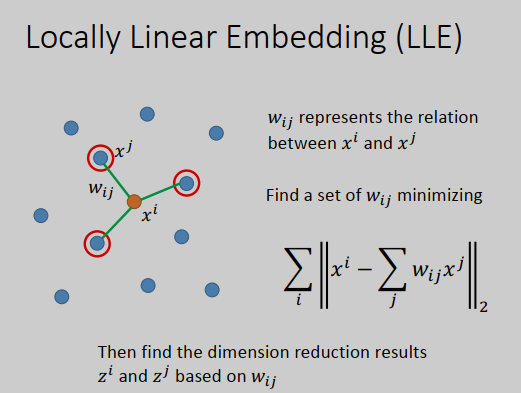 Locally Linear Embedding (LLE)
w_{ij} represents the relation
between x^i and x^j
x^j
w_{ij}
x^i
Find a set of w_{ij} minimizing
\sum_i \left\| x^i - \sum_j w_{ij} x^j \right\|_2
Then find the dimension reduction results
z^i and z^j based on w_{ij}